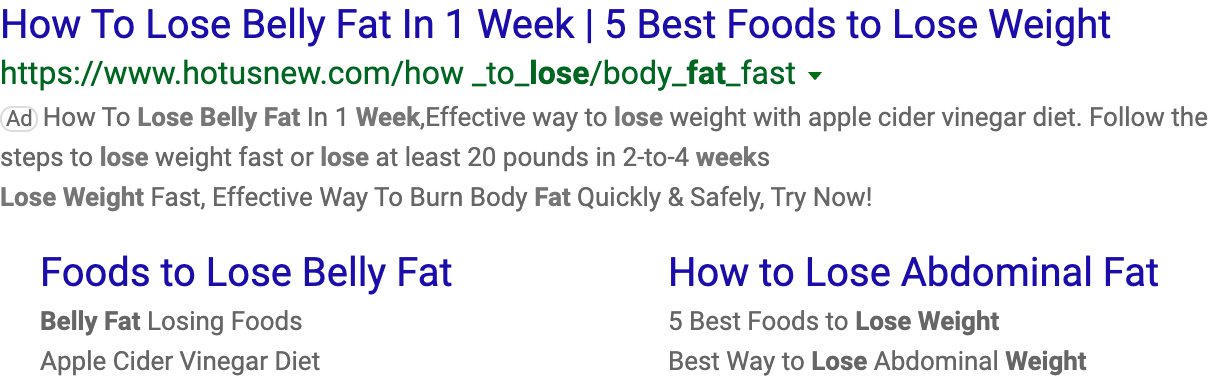 How To Lose Belly Fat In 1 Week | 5 Best Foods to Lose Weight
https://www.hotusnew.com/how _to_lose/body_fat_fast
Ad How To Lose Belly Fat In 1 Week,Effective way to lose weight with apple cider vinegar diet. Follow the
steps to lose weight fast or lose at least 20 pounds in 2-to-4 weeks
Lose Weight Fast, Effective Way To Burn Body Fat Quickly & Safely, Try Now!
Foods to Lose Belly Fat
Belly Fat Losing Foods
Apple Cider Vinegar Diet
How to Lose Abdominal Fat
5 Best Foods to Lose Weight
Best Way to Lose Abdominal Weight